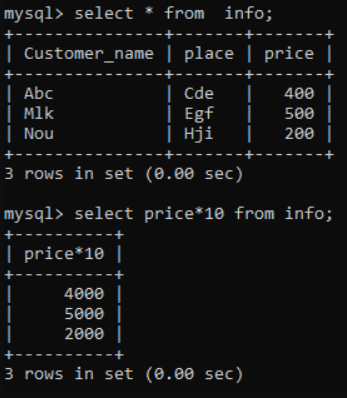 mysql> select * from  info;
+---------------+-------+-------+
| Customer_name | place | price |
+---------------+-------+-------+
| Abc           | Cde   |   400 |
| Mlk           | Egf   |   500 |
| Nou           | Hji   |   200 |
+---------------+-------+-------+
3 rows in set (0.00 sec)

mysql> select price*10 from info;
+----------+
| price*10 |
+----------+
|     4000 |
|     5000 |
|     2000 |
+----------+
3 rows in set (0.00 sec)